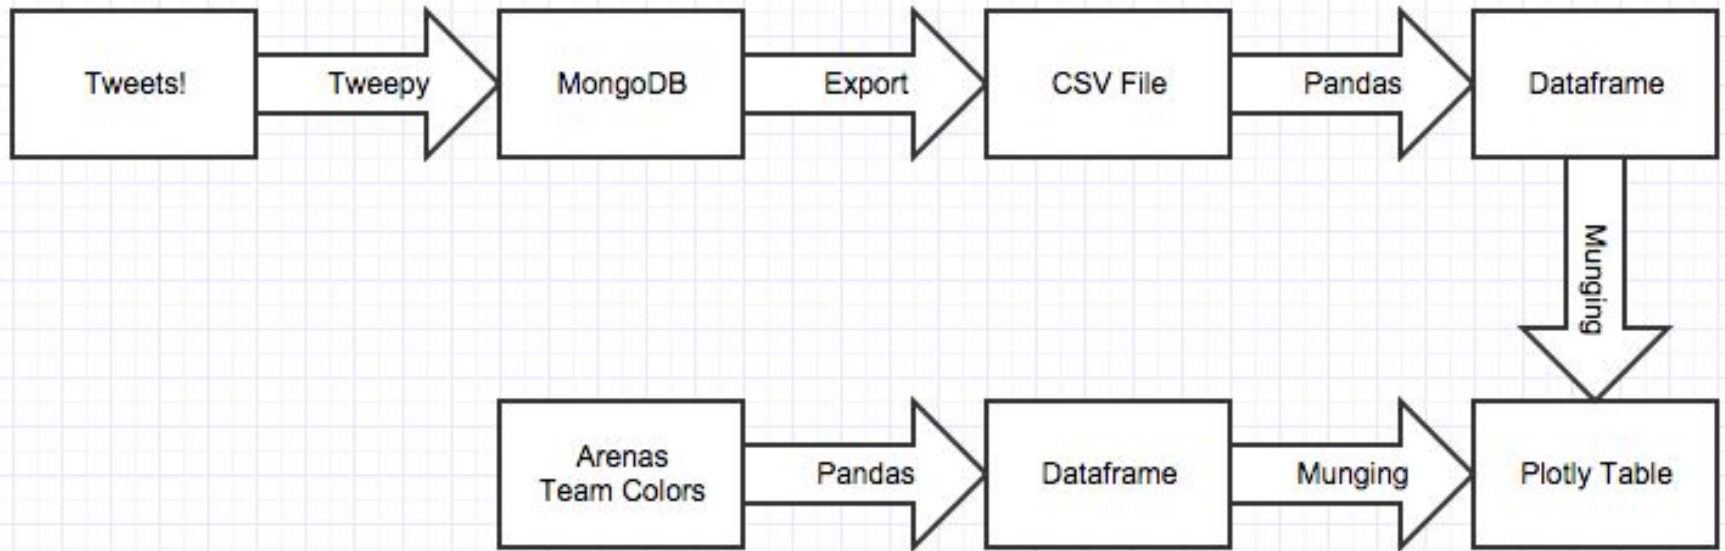 Tweets!
Tweepy
MongoDB
Export
CSV File
Pandas
Dataframe
Munging
Arenas
Team Colors
Pandas
Dataframe
Munging
Plotly Table